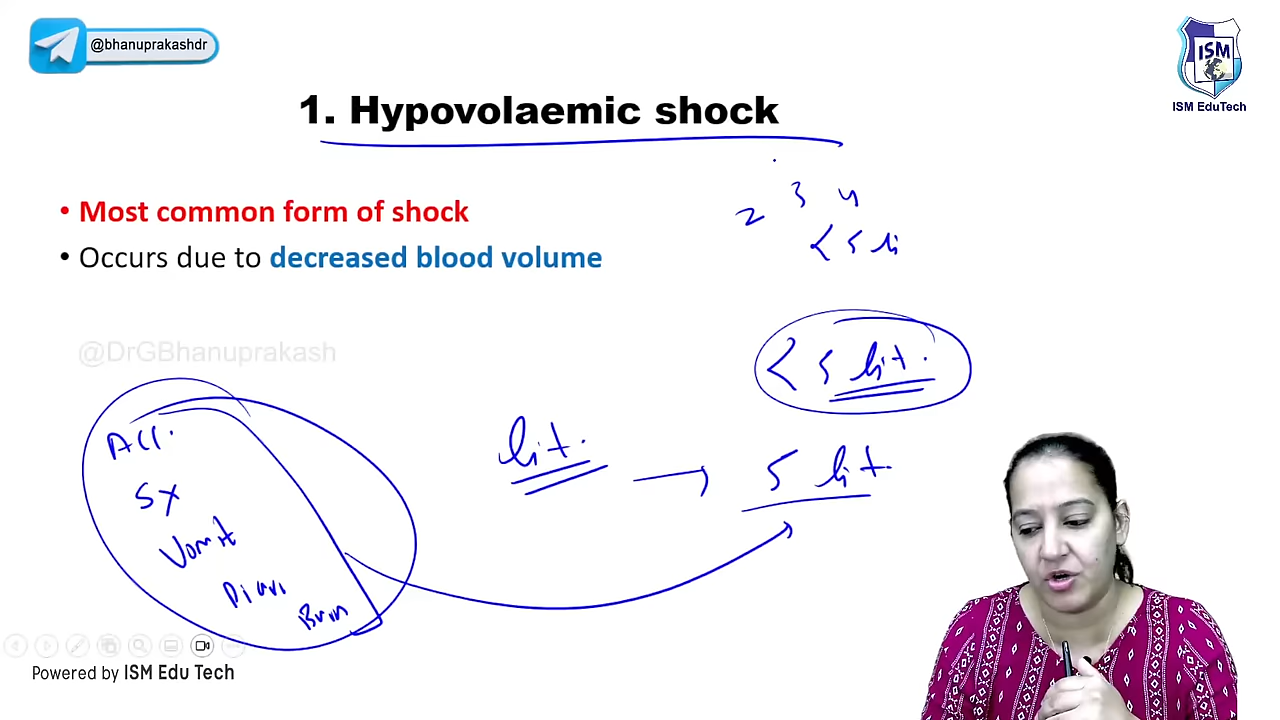 @bhanuprakashdr
ISM
ISM EduTech
1. Hypovolaemic shock
• Most common form of shock
• Occurs due to decreased blood volume
2 3 4
< 5 li
@DrGBhanuprakash
< 5 lit.
Acc.
lit.
5 lit.
Sx
Vomit
Diarr
Burn
Powered by ISM Edu Tech